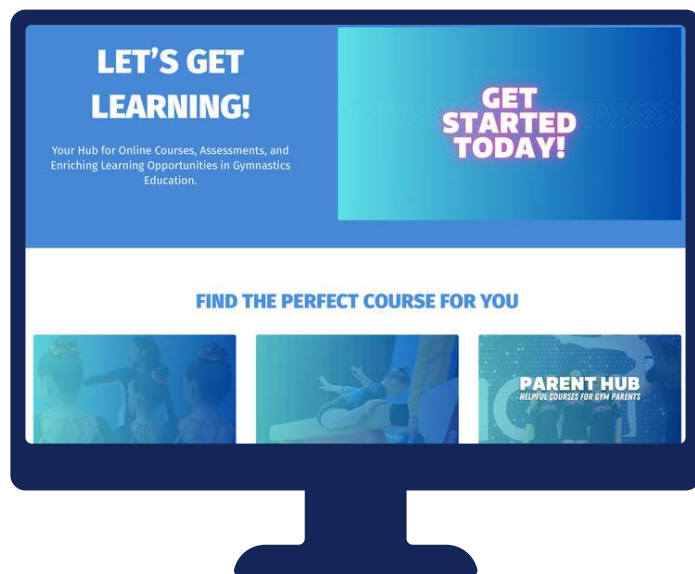 LET'S GET
LEARNING!
Your Hub for Online Courses, Assessments, and
Enriching Learning Opportunities in Gymnastics
Education.
GET
STARTED
TODAY!
FIND THE PERFECT COURSE FOR YOU
PARENT HUB
HELPFUL COURSES FOR GYM PARENTS